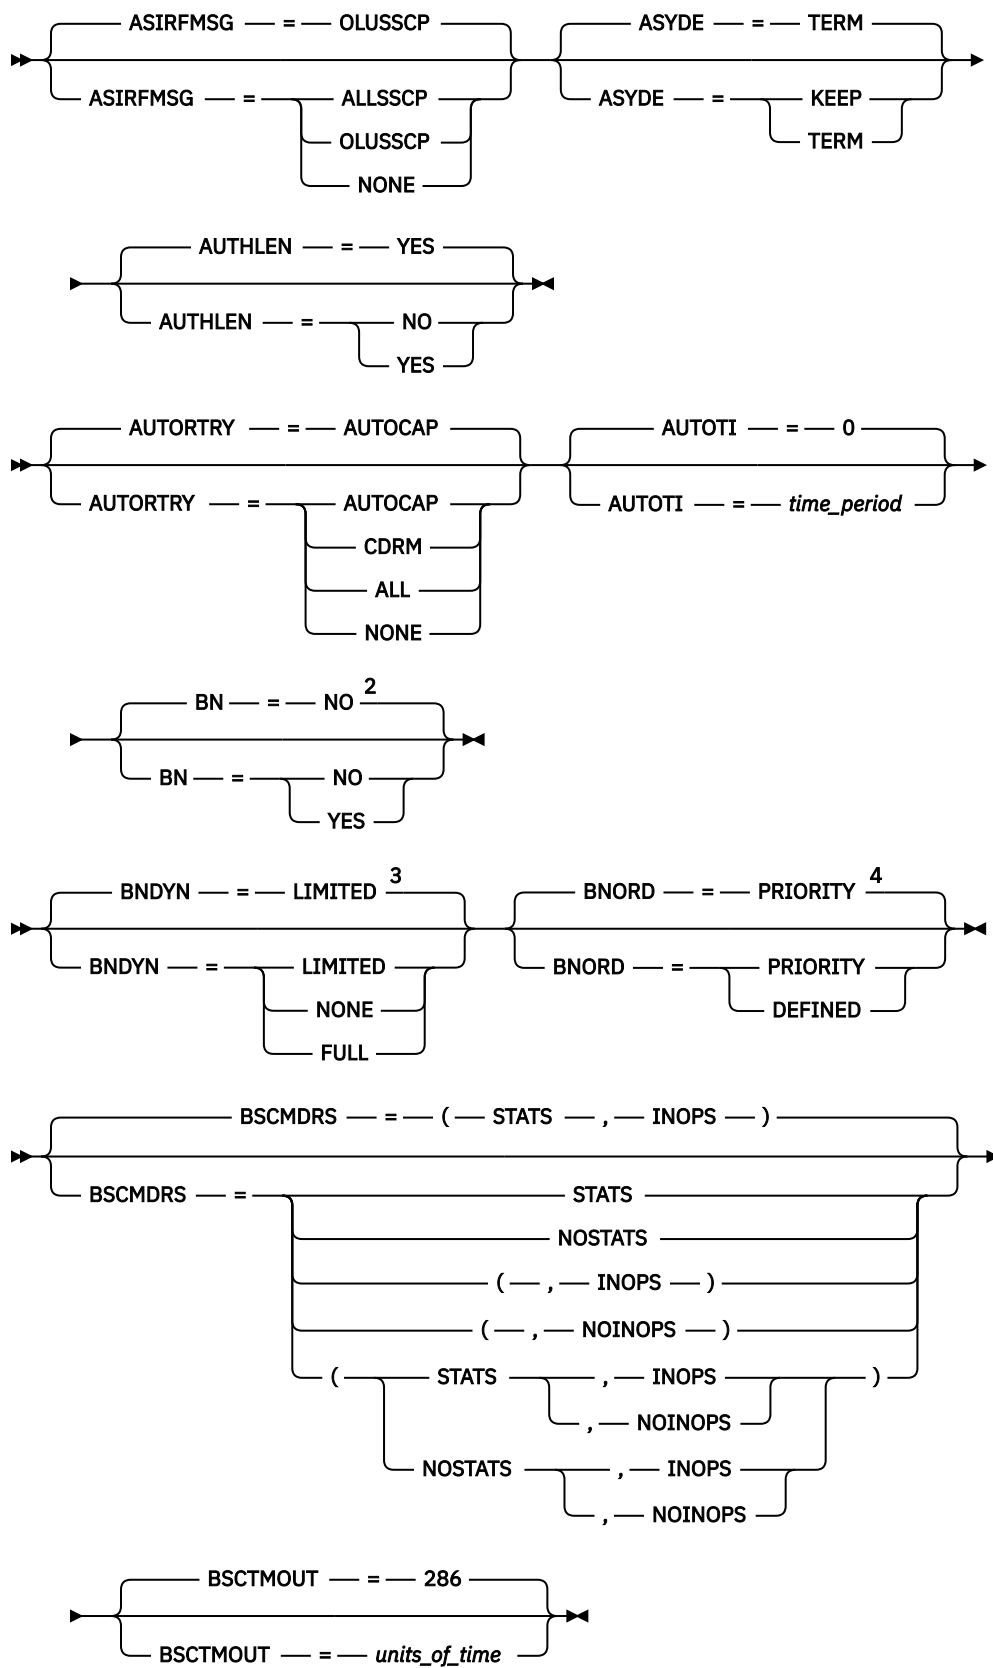 ASIRFMSG = OLUSSCP ASYDE = TERM
ASIRFMSG = ALLSSCP ASYDE = KEEP
OLUSSCP TERM
NONE
AUTHLEN = YES
AUTHLEN = NO
YES
AUTORTRY = AUTOCAP AUTOTI = 0
AUTORTRY = AUTOCAP AUTOTI = time_period
CDRM
ALL
NONE
BN = NO 2
BN = NO
YES
BNDYN = LIMITED 3 BNORD = PRIORITY 4
BNDYN = LIMITED BNORD = PRIORITY
NONE DEFINED
FULL
BSCMDRS = ( STATS , INOPS )
BSCMDRS = STATS
NOSTATS
( , INOPS )
( , NOINOPS )
( STATS , INOPS )
, NOINOPS
NOSTATS , INOPS
, NOINOPS
BSCTMOUT = 286
BSCTMOUT = units_of_time